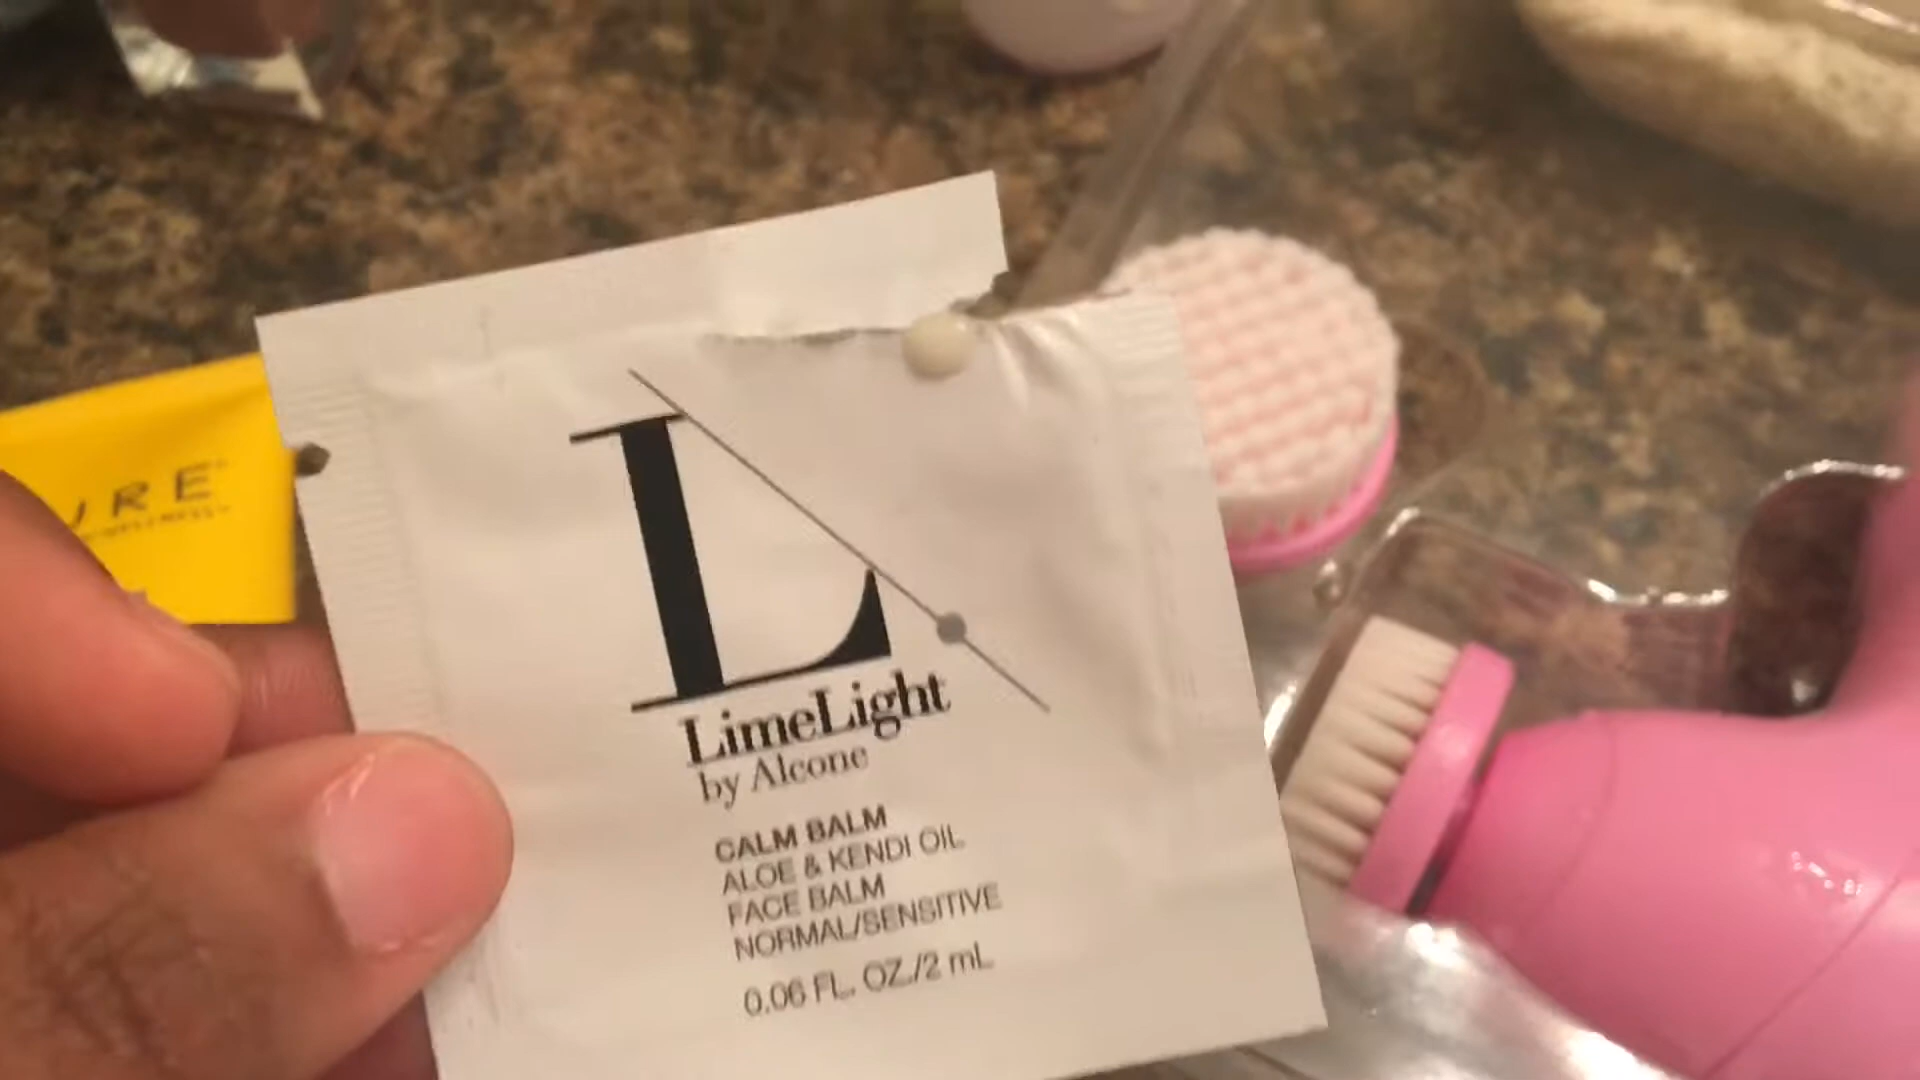 URE
L
LimeLight
by Alcone
CALM BALM
ALOE & KENDI OIL
FACE BALM
NORMAL/SENSITIVE
0.06 FL. OZ./2 mL